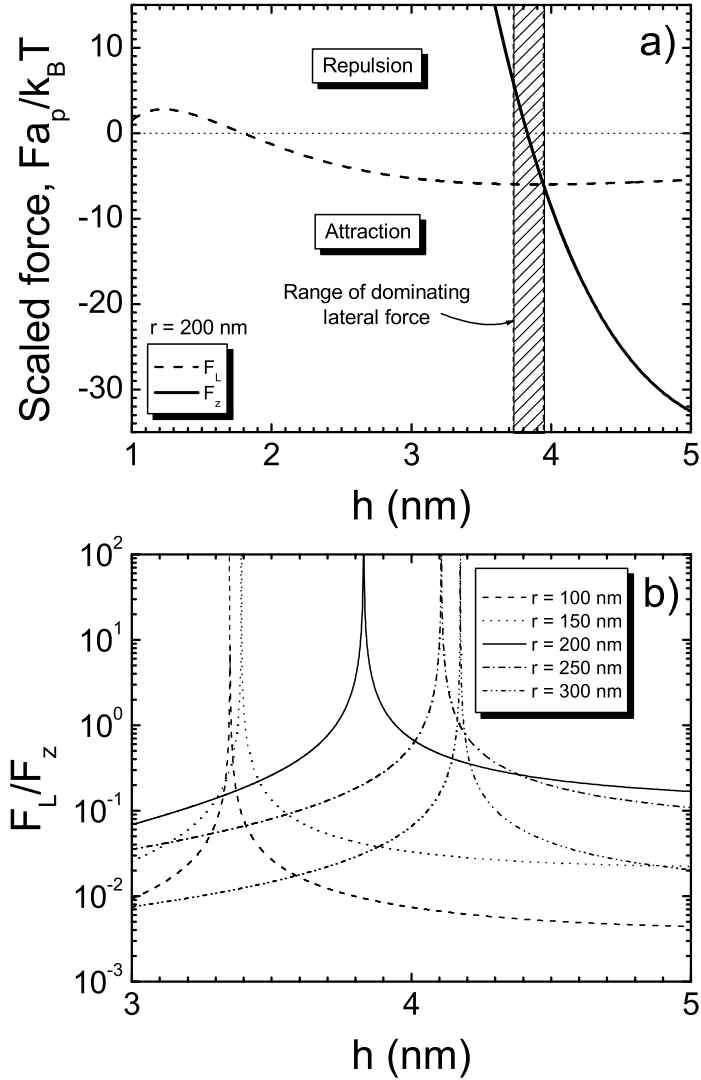 a)
Scaled force, Fa_p/k_BT
10
0
-10
-20
-30
Repulsion
Attraction
Range of dominating
lateral force
r = 200 nm
F_L
F_z
1
2
3
4
5
h (nm)
b)
F_L/F_z
10^2
10^1
10^0
10^-1
10^-2
10^-3
r = 100 nm
r = 150 nm
r = 200 nm
r = 250 nm
r = 300 nm
3
4
5
h (nm)